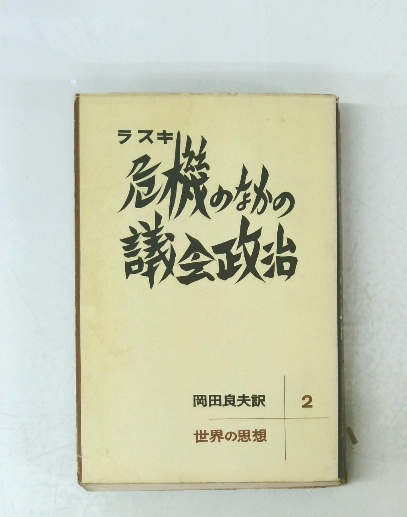 ラスキ
危機のなかの
議会政治
岡田良夫訳
2
世界の思想